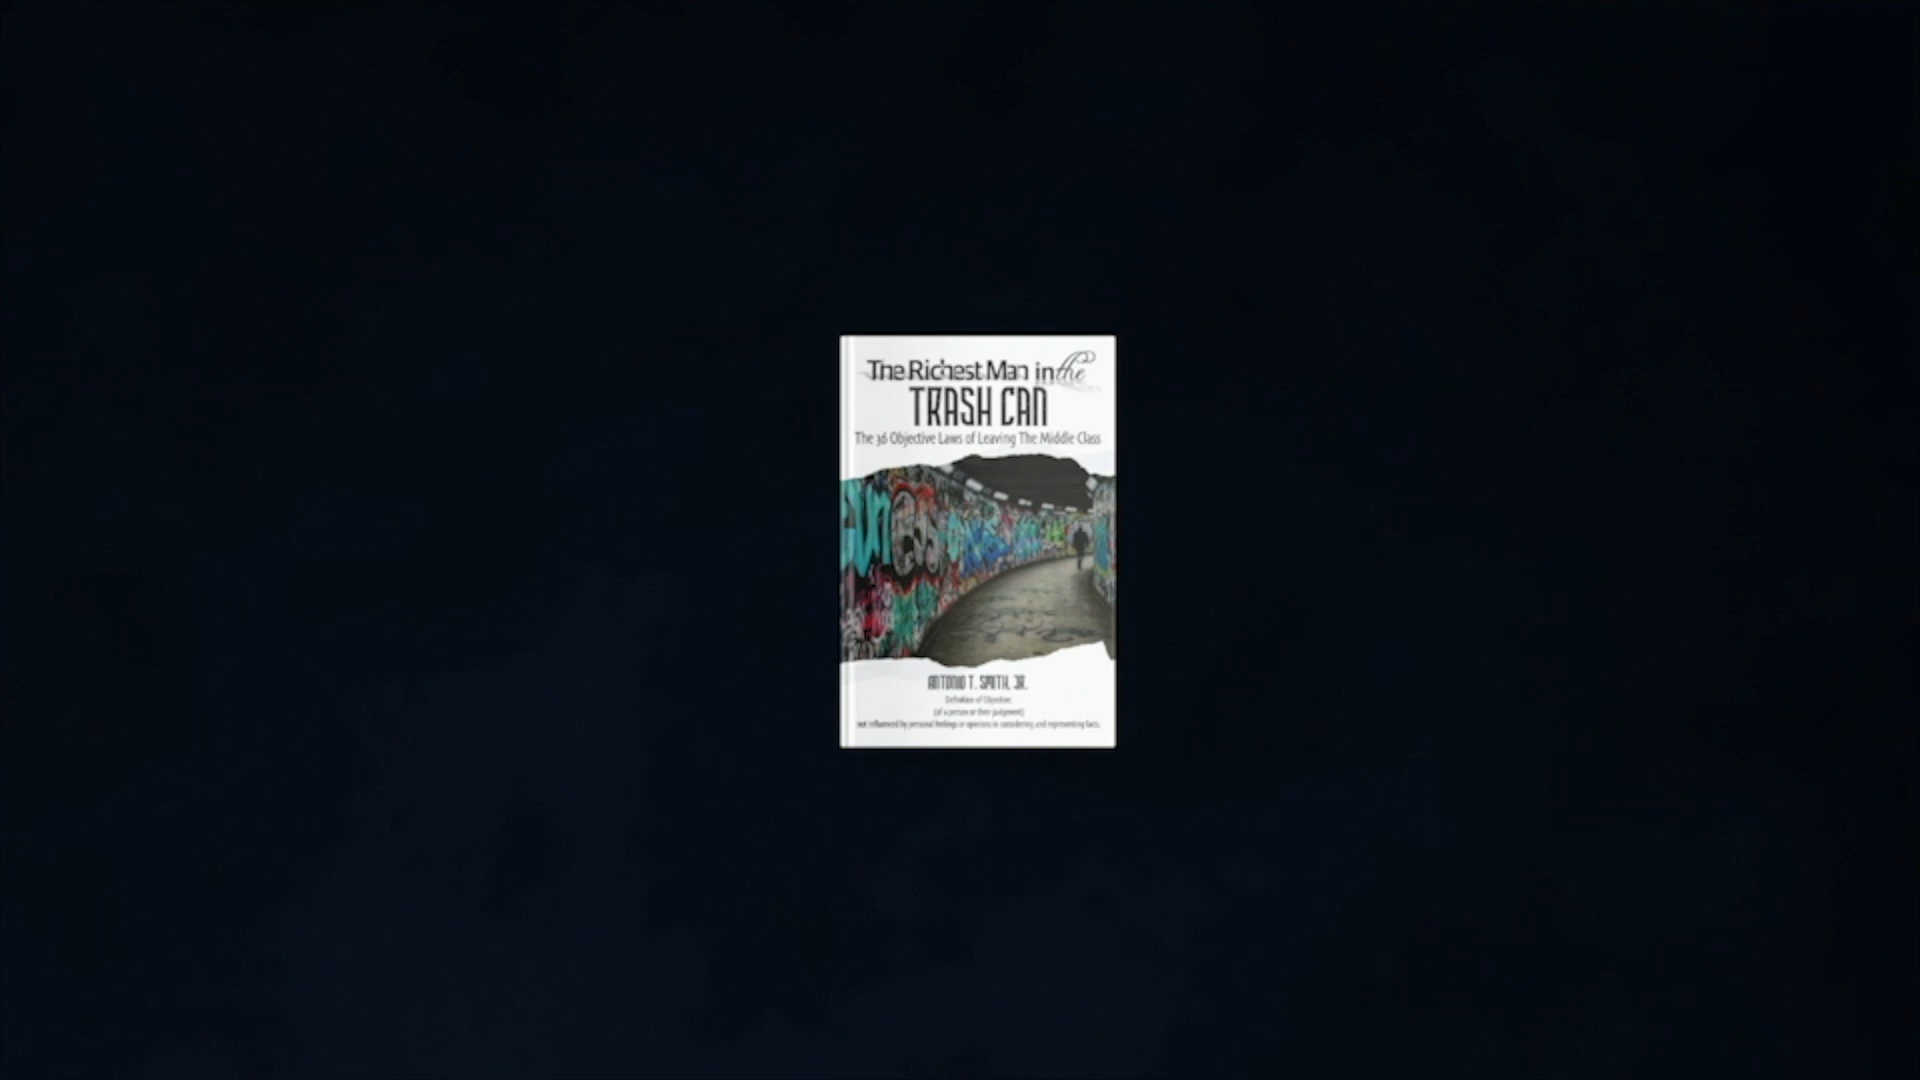 The Richest Man in the
TRASH CAN
The 36 Objective Laws of Leaving The Middle Class
ANTONIO T. SMITH, JR.
Definition of Objective:
(of a person or their judgment)
not influenced by personal feelings or opinions in considering and representing facts.